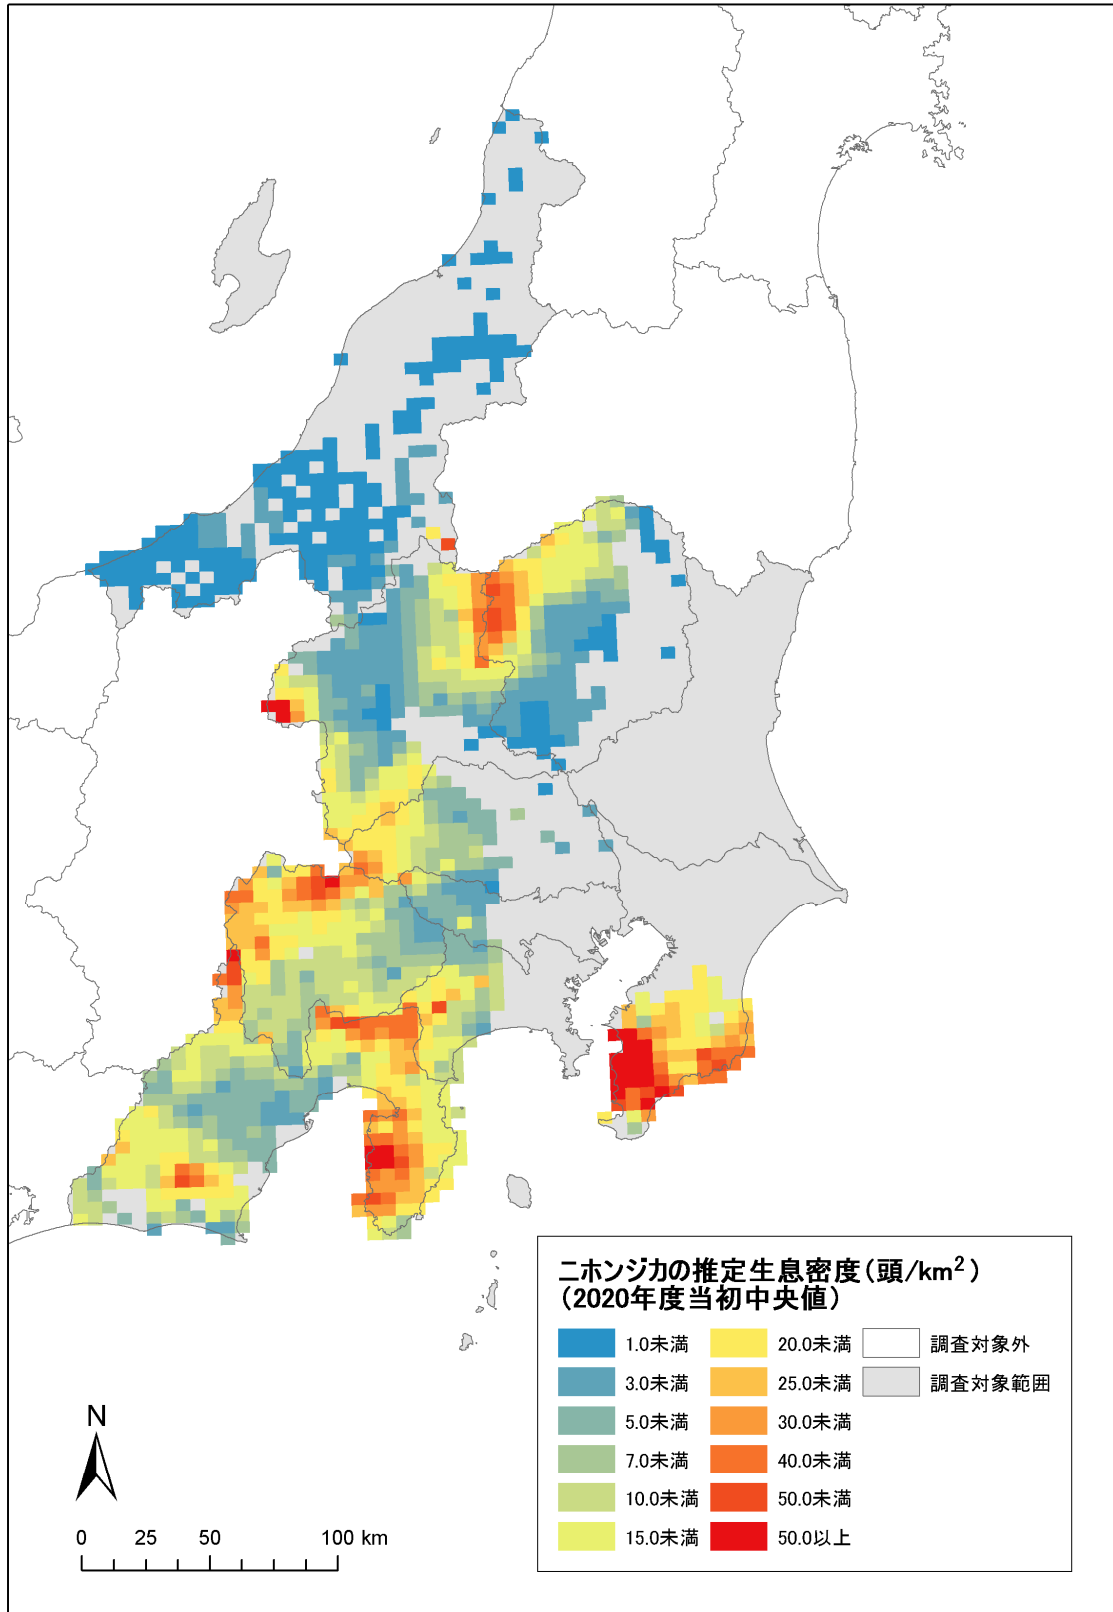 ニホンジカの推定生息密度(頭/km²)
(2020年度当初中央値)
1.0未満 20.0未満 調査対象外
3.0未満 25.0未満 調査対象範囲
5.0未満 30.0未満
7.0未満 40.0未満
10.0未満 50.0未満
15.0未満 50.0以上
N
0 25 50 100 km